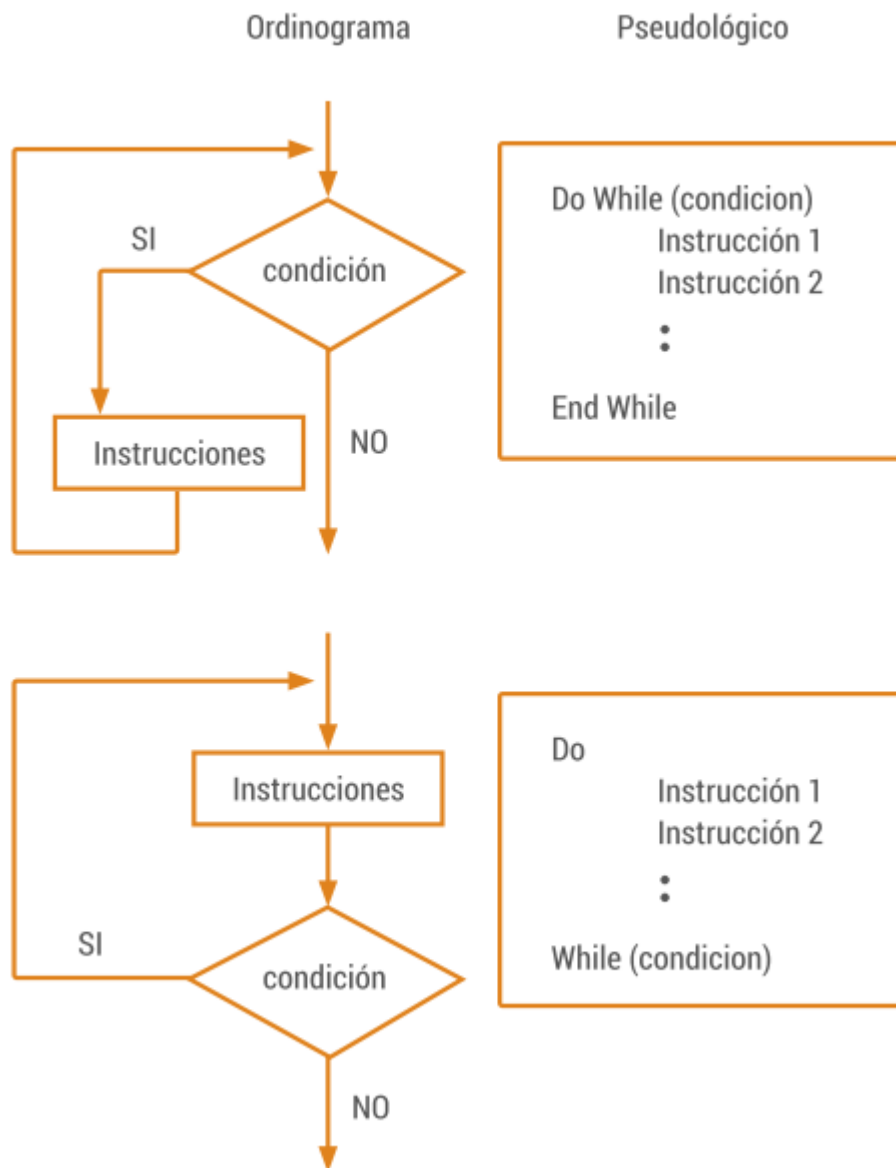 Ordinograma
Pseudológico
SI
condición
Instrucciones
NO
Do While (condicion)
Instrucción 1
Instrucción 2
:
End While
Instrucciones
SI
condición
NO
Do
Instrucción 1
Instrucción 2
:
While (condicion)